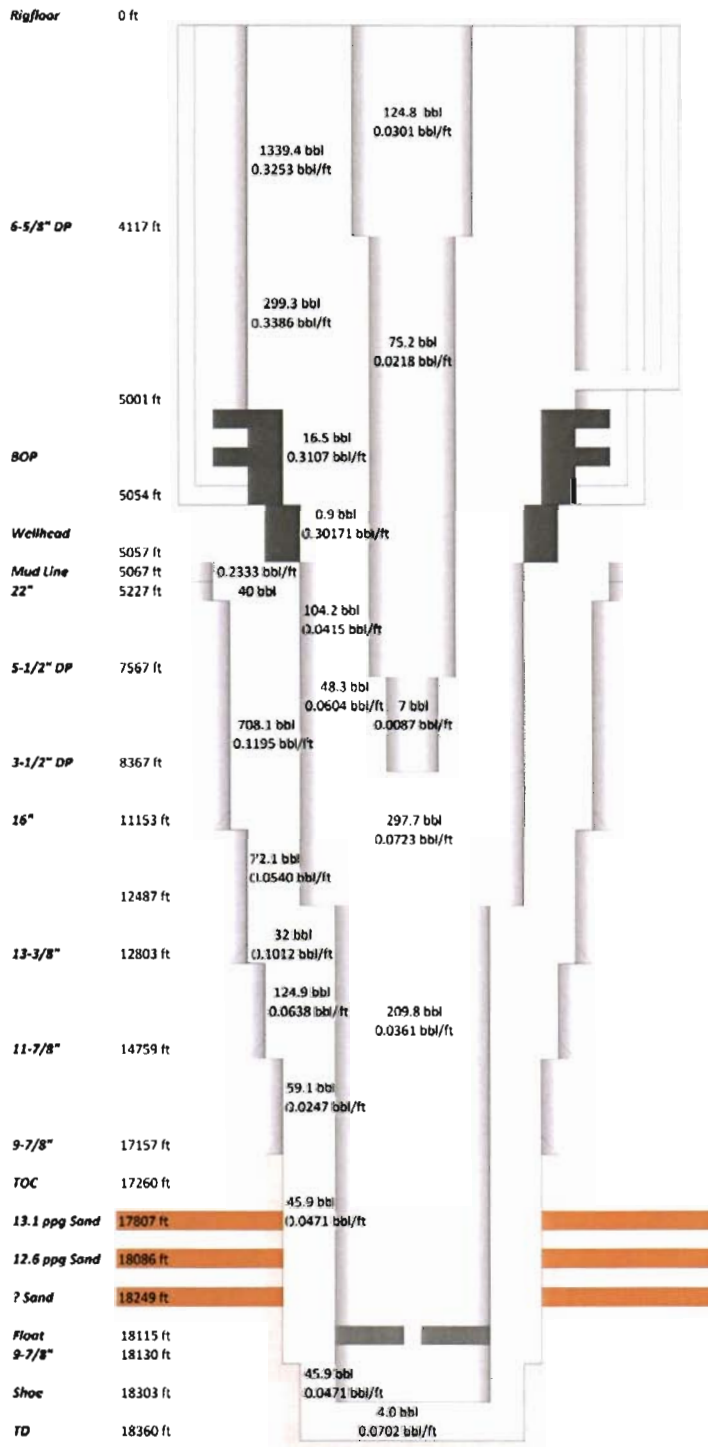 Rigfloor 0 ft
124.8 bbl
0.0301 bbl/ft
1339.4 bbl
0.3253 bbl/ft
6-5/8" DP 4117 ft
299.3 bbl
0.3386 bbl/ft
75.2 bbl
0.0218 bbl/ft
5001 ft
16.5 bbl
0.3107 bbl/ft
BOP
5054 ft
0.9 bbl
0.30171 bbl/ft
Wellhead
5057 ft
Mud Line 5067 ft 0.2333 bbl/ft
22" 5227 ft 40 bbl
104.2 bbl
0.0415 bbl/ft
5-1/2" DP 7567 ft
48.3 bbl
0.0604 bbl/ft
7 bbl
0.0087 bbl/ft
708.1 bbl
0.1195 bbl/ft
3-1/2" DP 8367 ft
16" 11153 ft
297.7 bbl
0.0723 bbl/ft
72.1 bbl
0.0540 bbl/ft
12487 ft
32 bbl
0.1012 bbl/ft
13-3/8" 12803 ft
124.9 bbl
0.0638 bbl/ft
209.8 bbl
0.0361 bbl/ft
11-7/8" 14759 ft
59.1 bbl
0.0247 bbl/ft
9-7/8" 17157 ft
TOC 17260 ft
45.9 bbl
0.0471 bbl/ft
13.1 ppg Sand 17807 ft
12.6 ppg Sand 18086 ft
? Sand 18249 ft
Float 18115 ft
9-7/8" 18130 ft
45.9 bbl
0.0471 bbl/ft
Shoe 18303 ft
4.0 bbl
0.0702 bbl/ft
TD 18360 ft